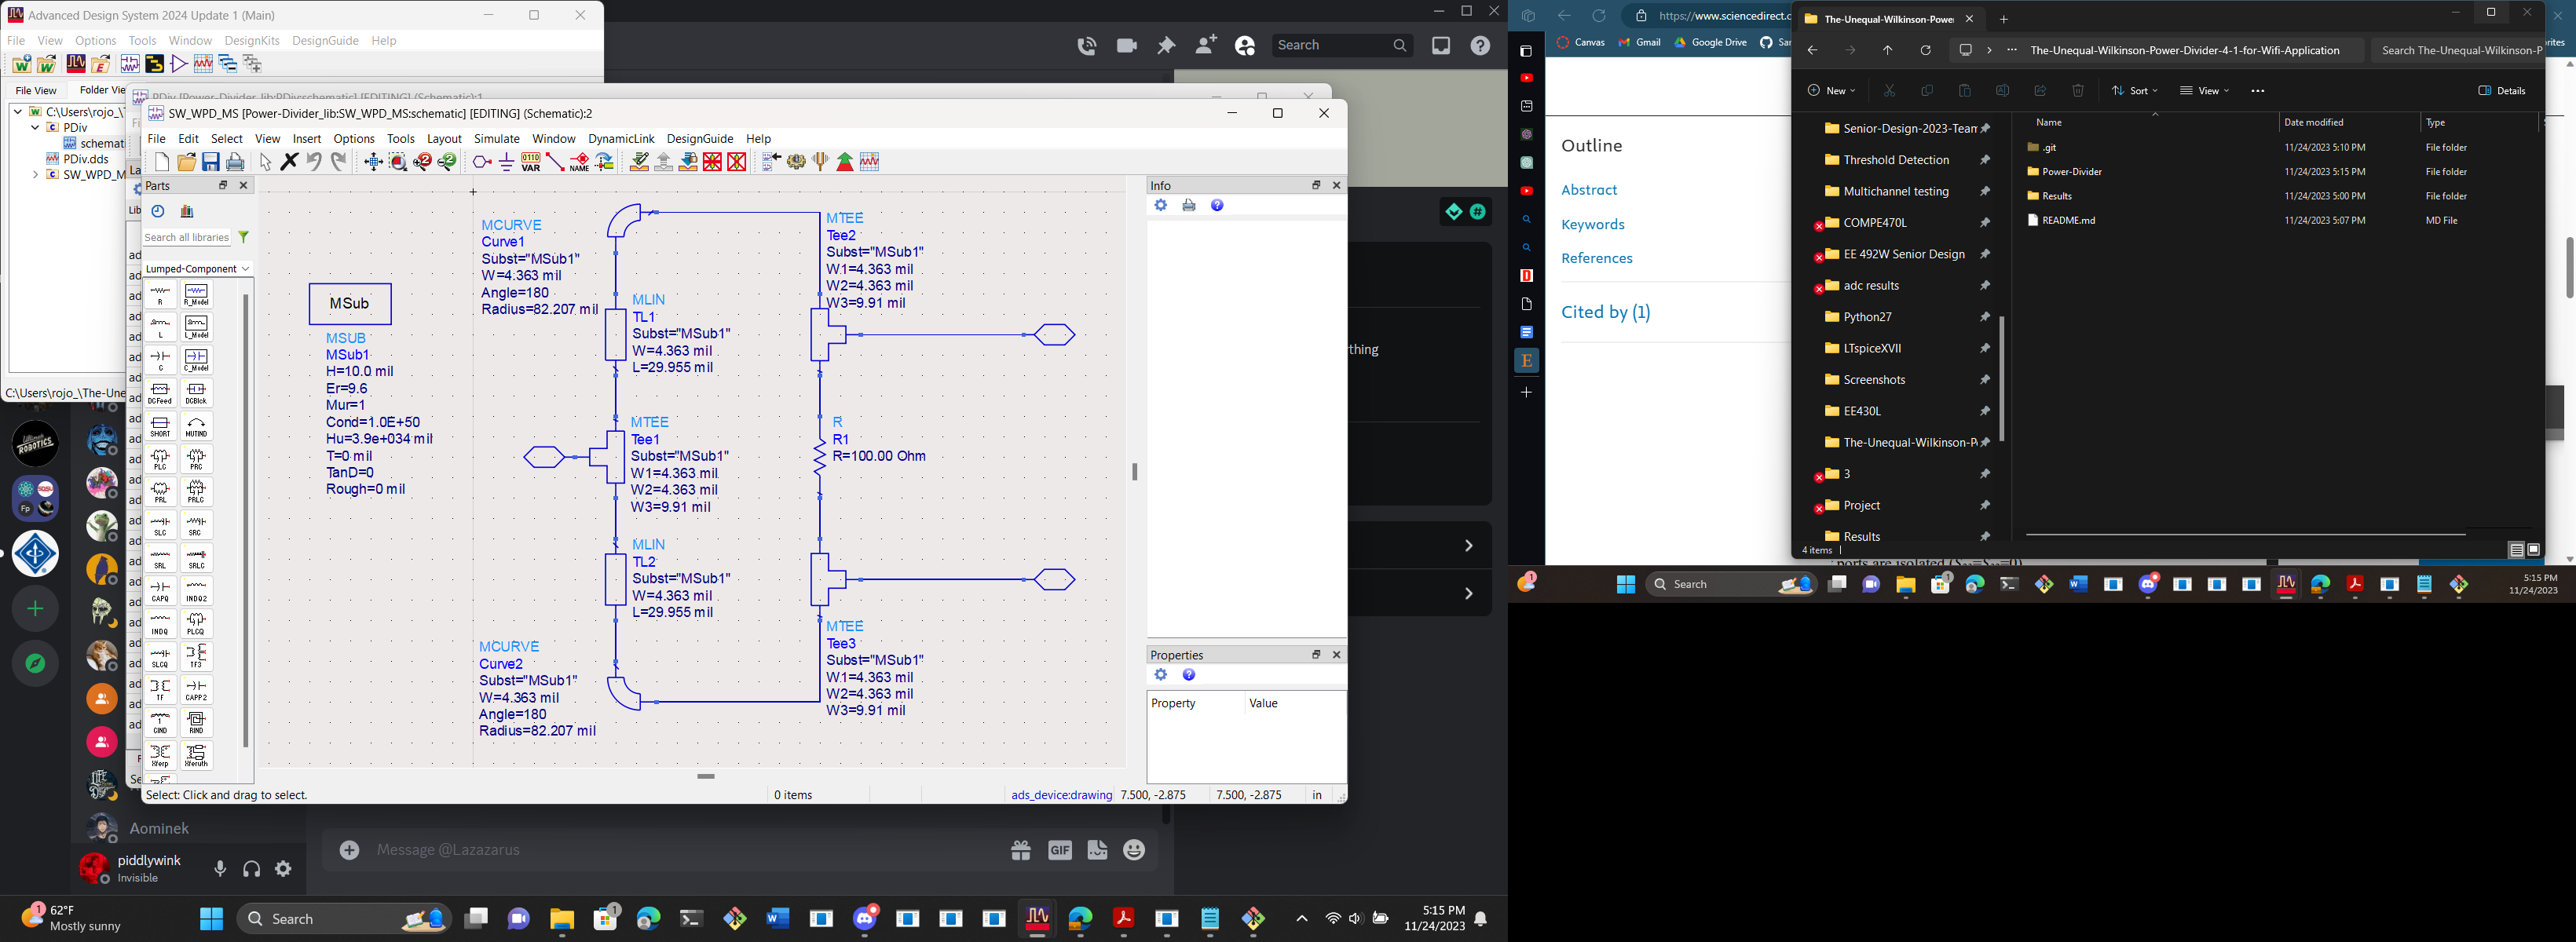 Advanced Design System 2024 Update 1 (Main)
File View Options Tools Window DesignKits DesignGuide Help
File View
Folder Vie
C:\Users\rojo_\T
PDiv
schemati
PDiv.dds
SW_WPD_M
C:\Users\rojo_\The-Une
PDiv [Power-Divider_lib:PDiv:schematic] [EDITING] (Schematic):1
SW_WPD_MS [Power-Divider_lib:SW_WPD_MS:schematic] [EDITING] (Schematic):2
File Edit Select View Insert Options Tools Layout Simulate Window DynamicLink DesignGuide Help
VAR
NAME
Parts
Search all libraries
Lumped-Component
R R_Model
L L_Model
C C_Model
DCFeed DCBlck
SHORT MUTIND
PLC PRC
PRL PRLC
SLC SRC
SRL SRLC
CAPQ INDQ2
INDQ PLCQ
SLCQ TF3
TF CAPP2
CIND RIND
Xferp Xferuth
MSub
MSUB
MSub1
H=10.0 mil
Er=9.6
Mur=1
Cond=1.0E+50
Hu=3.9e+034 mil
T=0 mil
TanD=0
Rough=0 mil
MCURVE
Curve1
Subst="MSub1"
W=4.363 mil
Angle=180
Radius=82.207 mil
MLIN
TL1
Subst="MSub1"
W=4.363 mil
L=29.955 mil
MTEE
Tee1
Subst="MSub1"
W1=4.363 mil
W2=4.363 mil
W3=9.91 mil
MLIN
TL2
Subst="MSub1"
W=4.363 mil
L=29.955 mil
MCURVE
Curve2
Subst="MSub1"
W=4.363 mil
Angle=180
Radius=82.207 mil
MTEE
Tee2
Subst="MSub1"
W1=4.363 mil
W2=4.363 mil
W3=9.91 mil
R
R1
R=100.00 Ohm
MTEE
Tee3
Subst="MSub1"
W1=4.363 mil
W2=4.363 mil
W3=9.91 mil
Info
Properties
Property Value
Select: Click and drag to select.
0 items
ads_device:drawing 7.500, -2.875 7.500, -2.875 in
Search
thing
Aominek
piddlywink
Invisible
Message @Lazazarus
GIF
62°F
Mostly sunny
Search
5:15 PM
11/24/2023
https://www.sciencedirect.c
Canvas Gmail Google Drive
Outline
Abstract
Keywords
References
Cited by (1)
The-Unequal-Wilkinson-Power
The-Unequal-Wilkinson-Power-Divider-4-1-for-Wifi-Application
Search The-Unequal-Wilkinson-P
New Sort View Details
Senior-Design-2023-Team
Threshold Detection
Multichannel testing
COMPE470L
EE 492W Senior Design
adc results
Python27
LTspiceXVII
Screenshots
EE430L
The-Unequal-Wilkinson-P
3
Project
Results
Name Date modified Type
.git 11/24/2023 5:10 PM File folder
Power-Divider 11/24/2023 5:15 PM File folder
Results 11/24/2023 5:00 PM File folder
README.md 11/24/2023 5:07 PM MD File
4 items
Search
5:15 PM
11/24/2023